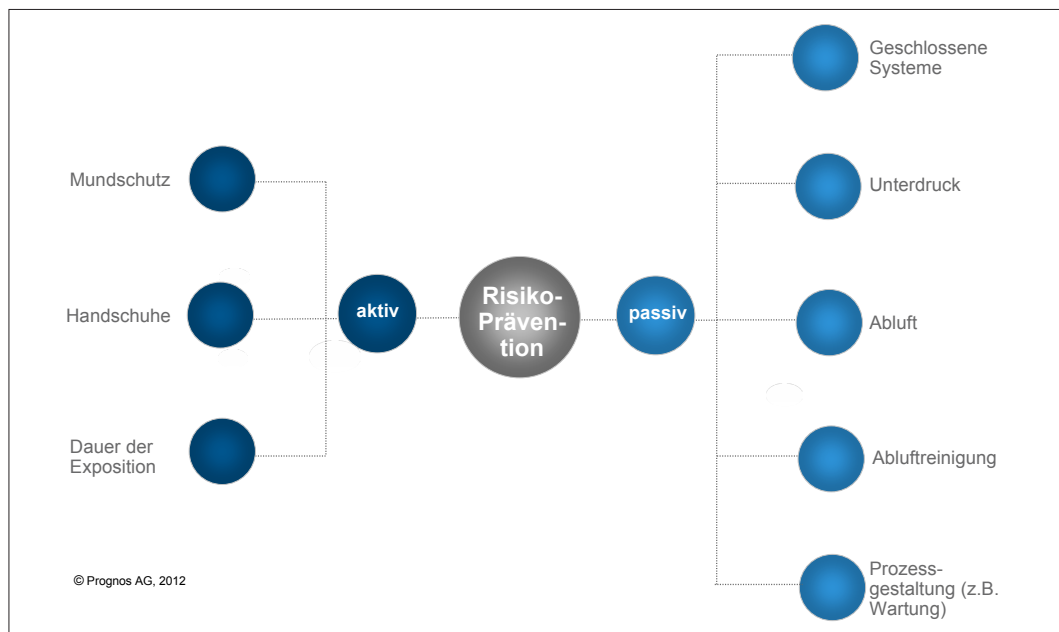 Mundschutz
Handschuhe
Dauer der
Exposition
aktiv
Risiko-
Präven-
tion
passiv
Geschlossene
Systeme
Unterdruck
Abluft
Abluftreinigung
Prozess-
gestaltung (z.B.
Wartung)
© Prognos AG, 2012